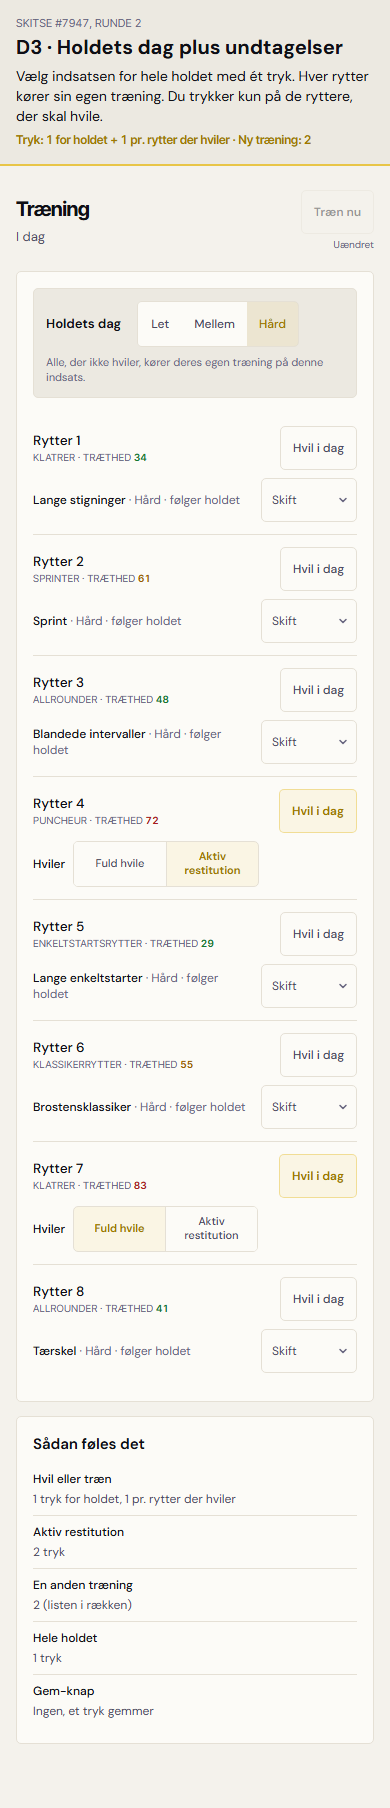 SKITSE #7947, RUNDE 2
D3 · Holdets dag plus undtagelser
Vælg indsatsen for hele holdet med ét tryk. Hver rytter
kører sin egen træning. Du trykker kun på de ryttere,
der skal hvile.
Tryk: 1 for holdet + 1 pr. rytter der hviler · Ny træning: 2
Træning
Træn nu
I dag
Uændret
Holdets dag
Let
Mellem
Hård
Alle, der ikke hviler, kører deres egen træning på denne
indsats.
Rytter 1
KLATRER · TRÆTHED 34
Hvil i dag
Lange stigninger · Hård · følger holdet
Skift
Rytter 2
SPRINTER · TRÆTHED 61
Hvil i dag
Sprint · Hård · følger holdet
Skift
Rytter 3
ALLROUNDER · TRÆTHED 48
Hvil i dag
Blandede intervaller · Hård · følger
holdet
Skift
Rytter 4
PUNCHEUR · TRÆTHED 72
Hvil i dag
Hviler
Fuld hvile
Aktiv
restitution
Rytter 5
ENKELTSTARTSRYTTER · TRÆTHED 29
Hvil i dag
Lange enkeltstarter · Hård · følger
holdet
Skift
Rytter 6
KLASSIKERRYTTER · TRÆTHED 55
Hvil i dag
Brostensklassiker · Hård · følger holdet
Skift
Rytter 7
KLATRER · TRÆTHED 83
Hvil i dag
Hviler
Fuld hvile
Aktiv
restitution
Rytter 8
ALLROUNDER · TRÆTHED 41
Hvil i dag
Tærskel · Hård · følger holdet
Skift
Sådan føles det
Hvil eller træn
1 tryk for holdet, 1 pr. rytter der hviler
Aktiv restitution
2 tryk
En anden træning
2 (listen i rækken)
Hele holdet
1 tryk
Gem-knap
Ingen, et tryk gemmer